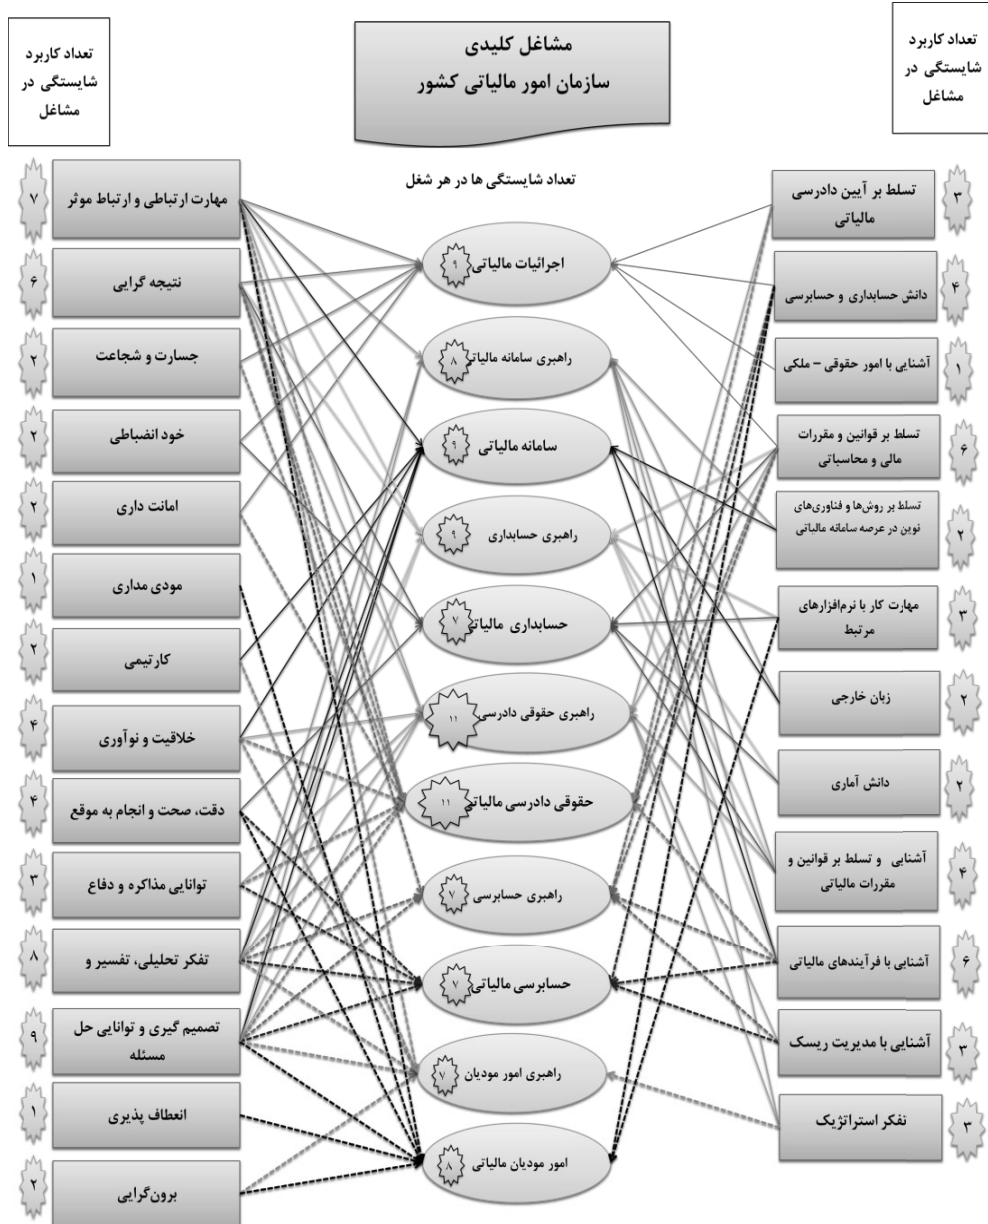 تعداد کاربرد
شایستگی در
مشاغل
مشاغل کلیدی
سازمان امور مالیاتی کشور
تعداد کاربرد
شایستگی در
مشاغل
تعداد شایستگی ها در هر شغل
۳
تسلط بر آیین دادرسی
مالیاتی
۴
دانش حسابداری و حسابرسی
۱
آشنایی با امور حقوقی – ملکی
۶
تسلط بر قوانین و مقررات
مالی و محاسباتی
۲
تسلط بر روش‌ها و فناوری‌های
نوین در عرصه سامانه مالیاتی
۳
مهارت کار با نرم‌افزارهای
مرتبط
۲
زبان خارجی
۲
دانش آماری
۴
آشنایی و تسلط بر قوانین و
مقررات مالیاتی
۶
آشنایی با فرآیندهای مالیاتی
۳
آشنایی با مدیریت ریسک
۳
تفکر استراتژیک
اجرائیات مالیاتی ۹
راهبری سامانه مالیاتی ۸
سامانه مالیاتی ۹
راهبری حسابداری ۹
حسابداری مالیاتی ۷
راهبری حقوقی دادرسی ۱۱
حقوقی دادرسی مالیاتی ۱۱
راهبری حسابرسی ۷
حسابرسی مالیاتی ۷
راهبری امور مودیان ۷
امور مودیان مالیاتی ۸
مهارت ارتباطی و ارتباط موثر
۷
نتیجه گرایی
۶
جسارت و شجاعت
۲
خود انضباطی
۲
امانت داری
۲
مودی مداری
۱
کارتیمی
۲
خلاقیت و نوآوری
۴
دقت، صحت و انجام به موقع
۴
توانایی مذاکره و دفاع
۳
تفکر تحلیلی، تفسیر و
۸
تصمیم گیری و توانایی حل
مسئله
۹
انعطاف پذیری
۱
برون‌گرایی
۲